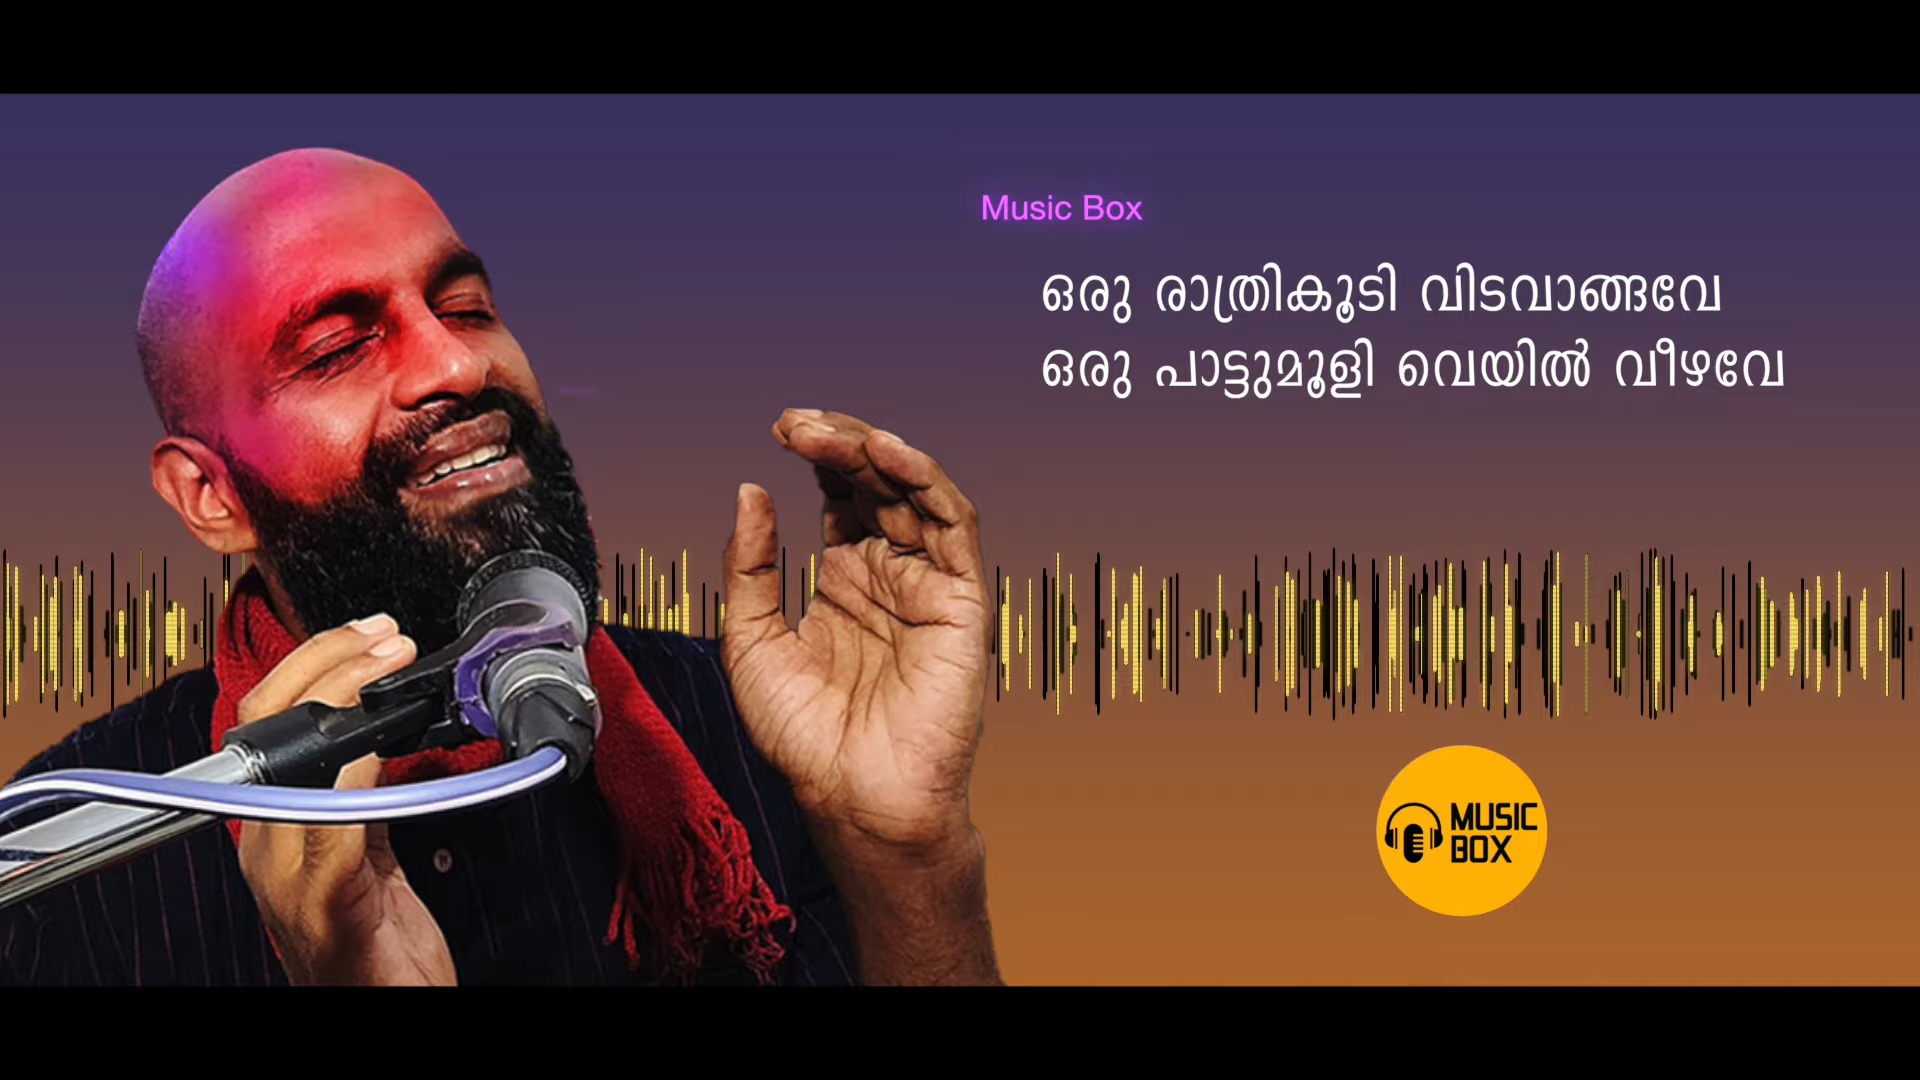 Music Box
ഒരു രാത്രികൂടി വിടവാങ്ങവേ
ഒരു പാട്ടുമൂളി വെയിൽ വീഴവേ
MUSIC
BOX